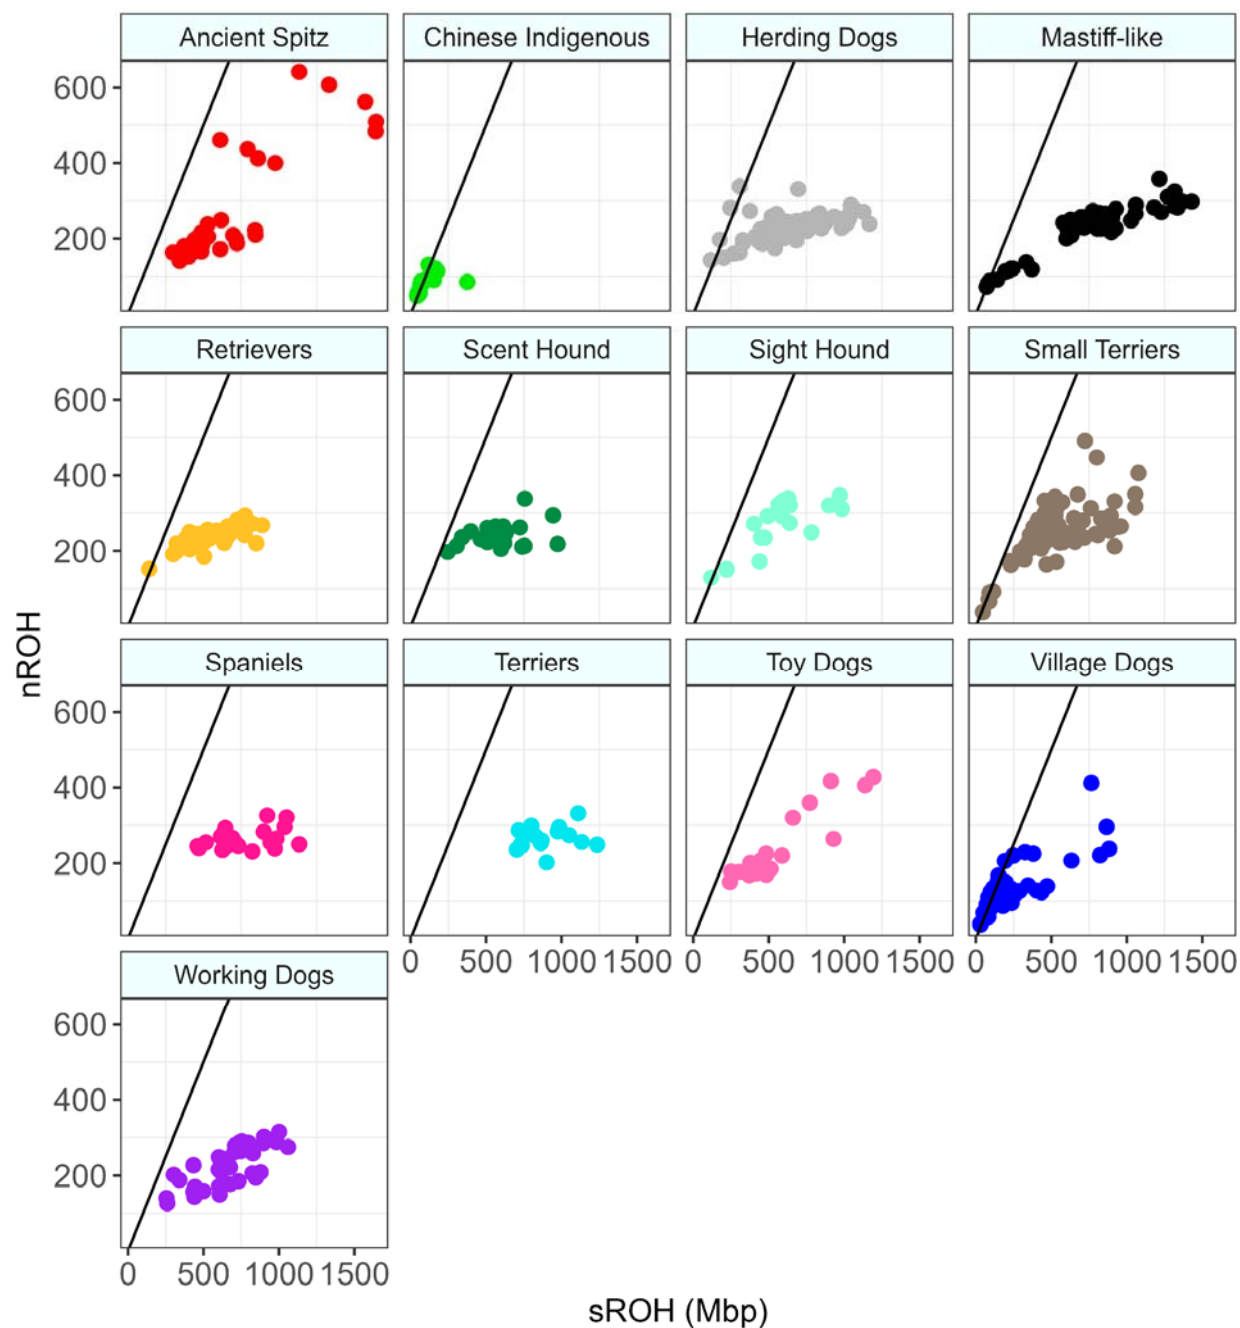 Ancient Spitz
Chinese Indigenous
Herding Dogs
Mastiff-like
600
400
200
Retrievers
Scent Hound
Sight Hound
Small Terriers
600
400
200
nROH
Spaniels
Terriers
Toy Dogs
Village Dogs
600
400
200
0 500 1000 1500
0 500 1000 1500
0 500 1000 1500
Working Dogs
600
400
200
0 500 1000 1500
sROH (Mbp)